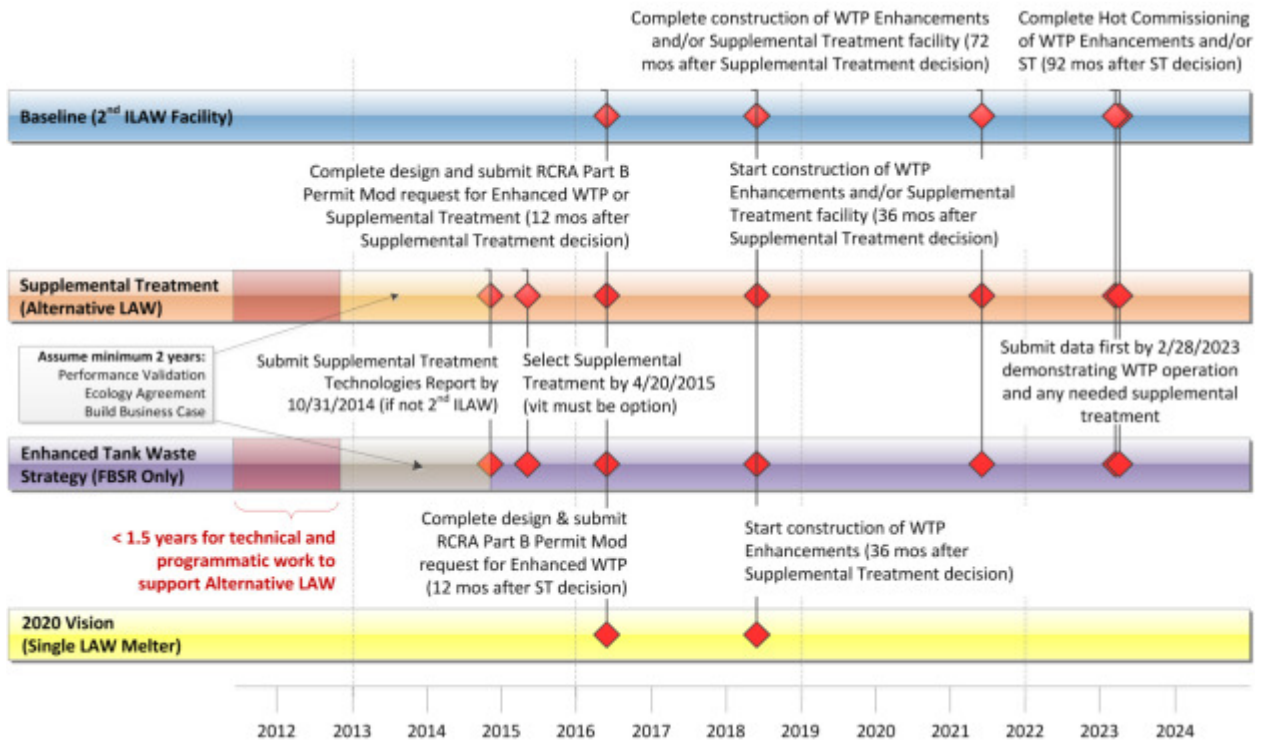 Complete construction of WTP Enhancements
and/or Supplemental Treatment facility (72
mos after Supplemental Treatment decision)
Complete Hot Commissioning
of WTP Enhancements and/or
ST (92 mos after ST decision)
Baseline (2nd ILAW Facility)
Complete design and submit RCRA Part B
Permit Mod request for Enhanced WTP or
Supplemental Treatment (12 mos after
Supplemental Treatment decision)
Start construction of WTP
Enhancements and/or Supplemental
Treatment facility (36 mos after
Supplemental Treatment decision)
Supplemental Treatment
(Alternative LAW)
Assume minimum 2 years:
Performance Validation
Ecology Agreement
Build Business Case
Submit Supplemental Treatment
Technologies Report by
10/31/2014 (if not 2nd ILAW)
Select Supplemental
Treatment by 4/20/2015
(vit must be option)
Submit data first by 2/28/2023
demonstrating WTP operation
and any needed supplemental
treatment
Enhanced Tank Waste
Strategy (FBSR Only)
< 1.5 years for technical and
programmatic work to
support Alternative LAW
Complete design & submit
RCRA Part B Permit Mod
request for Enhanced WTP
(12 mos after ST decision)
Start construction of WTP
Enhancements (36 mos after
Supplemental Treatment decision)
2020 Vision
(Single LAW Melter)
2012 2013 2014 2015 2016 2017 2018 2019 2020 2021 2022 2023 2024